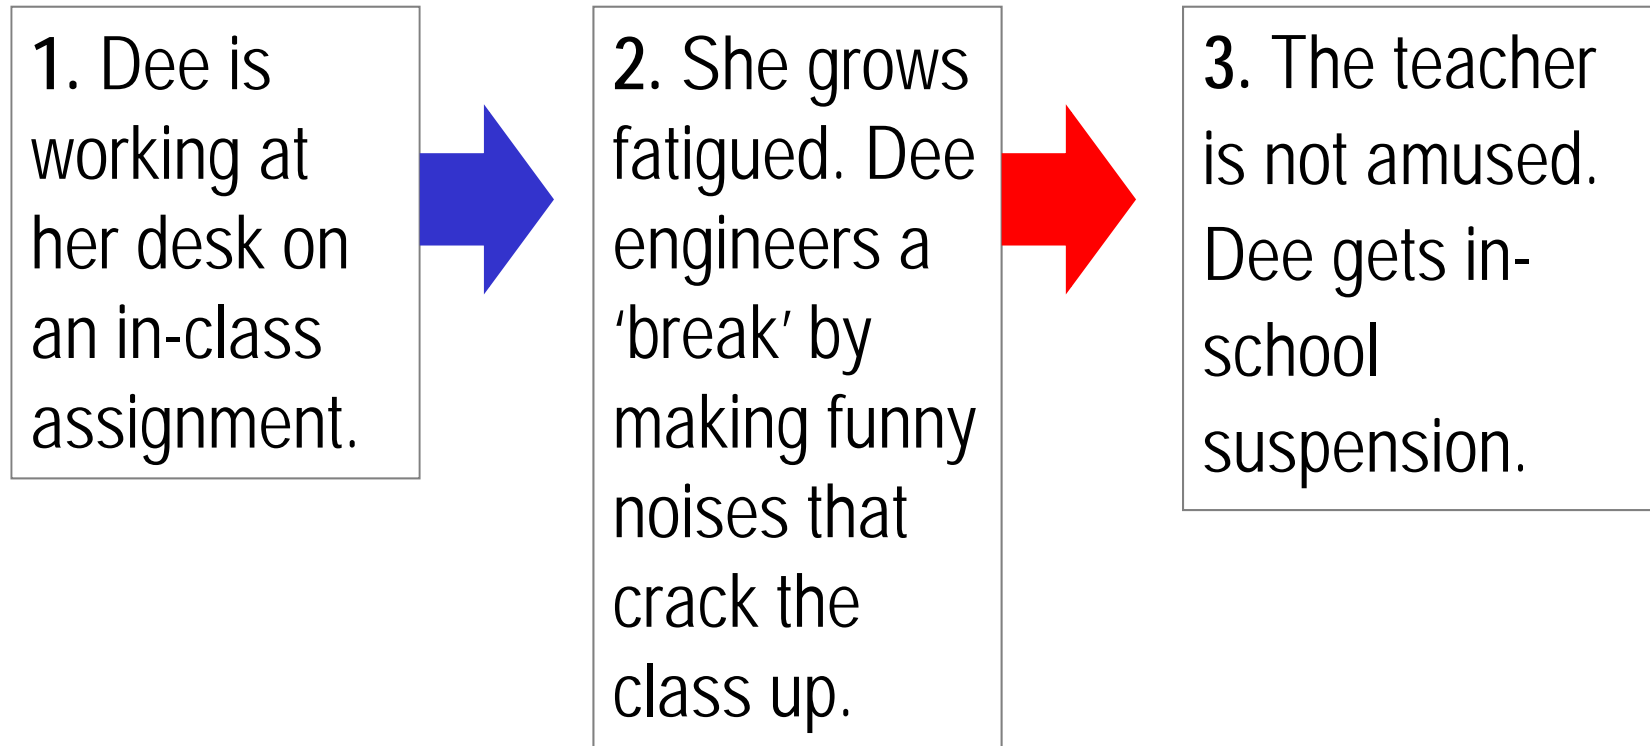 1. Dee is
working at
her desk on
an in-class
assignment.
2. She grows
fatigued. Dee
engineers a
‘break’ by
making funny
noises that
crack the
class up.
3. The teacher
is not amused.
Dee gets in-
school
suspension.